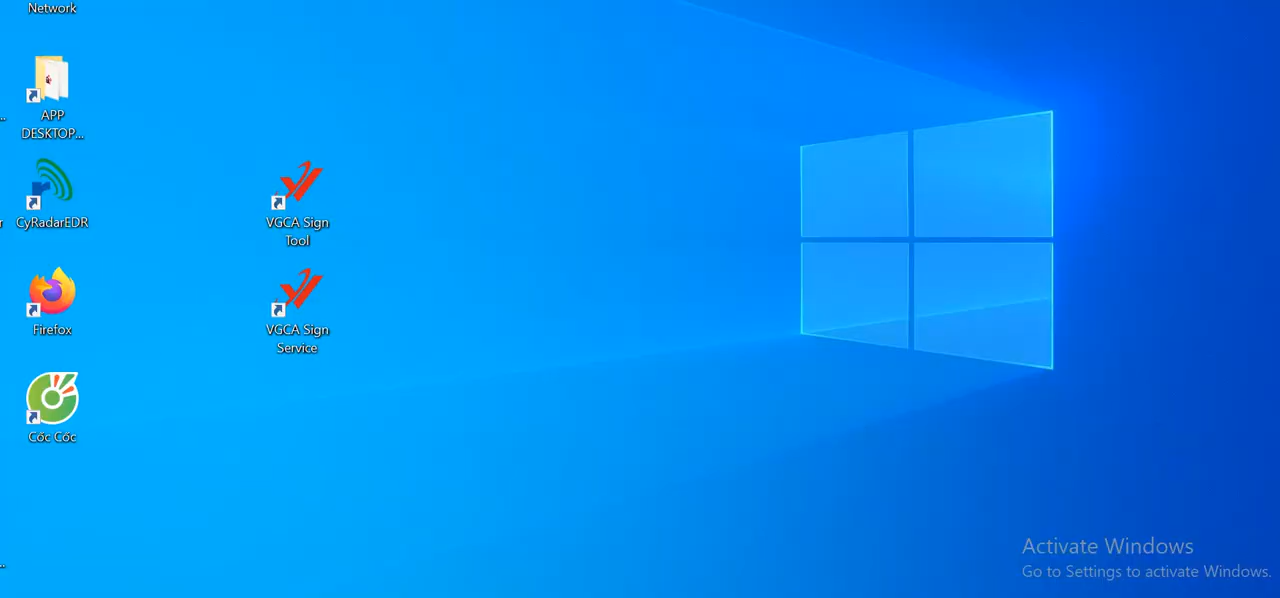 Network
APP
DESKTOP...
CyRadarEDR
VGCA Sign
Tool
Firefox
VGCA Sign
Service
Cốc Cốc
Activate Windows
Go to Settings to activate Windows.